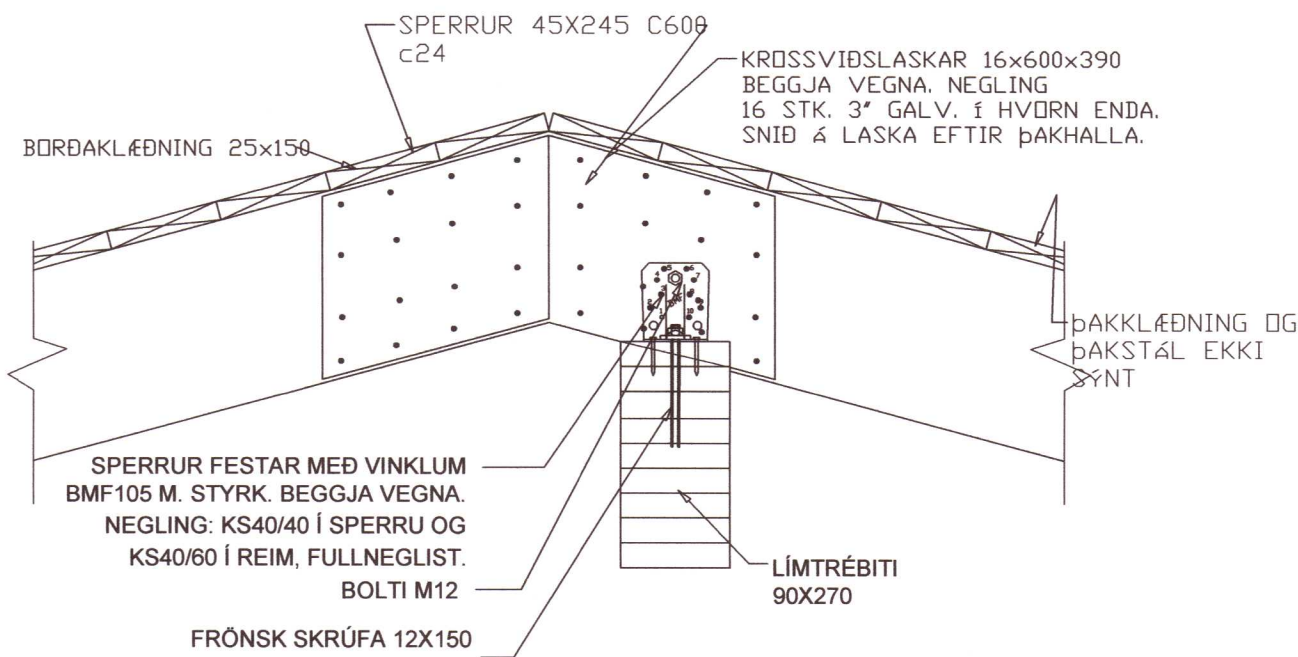 SPERRUR 45X245 C600
c24
KROSSVIÐSLASKAR 16x600x390
BEGGJA VEGNA. NEGLING
16 STK. 3" GALV. í HVORN ENDA.
SNIÐ á LASKA EFTIR þAKHALLA.
BORÐAKLÆÐNING 25x150
þAKKLÆÐNING OG
þAKSTáL EKKI
SÝNT
SPERRUR FESTAR MEÐ VINKLUM
BMF105 M. STYRK. BEGGJA VEGNA.
NEGLING: KS40/40 Í SPERRU OG
KS40/60 Í REIM, FULLNEGLIST.
BOLTI M12
FRÖNSK SKRÚFA 12X150
LÍMTRÉBITI
90X270